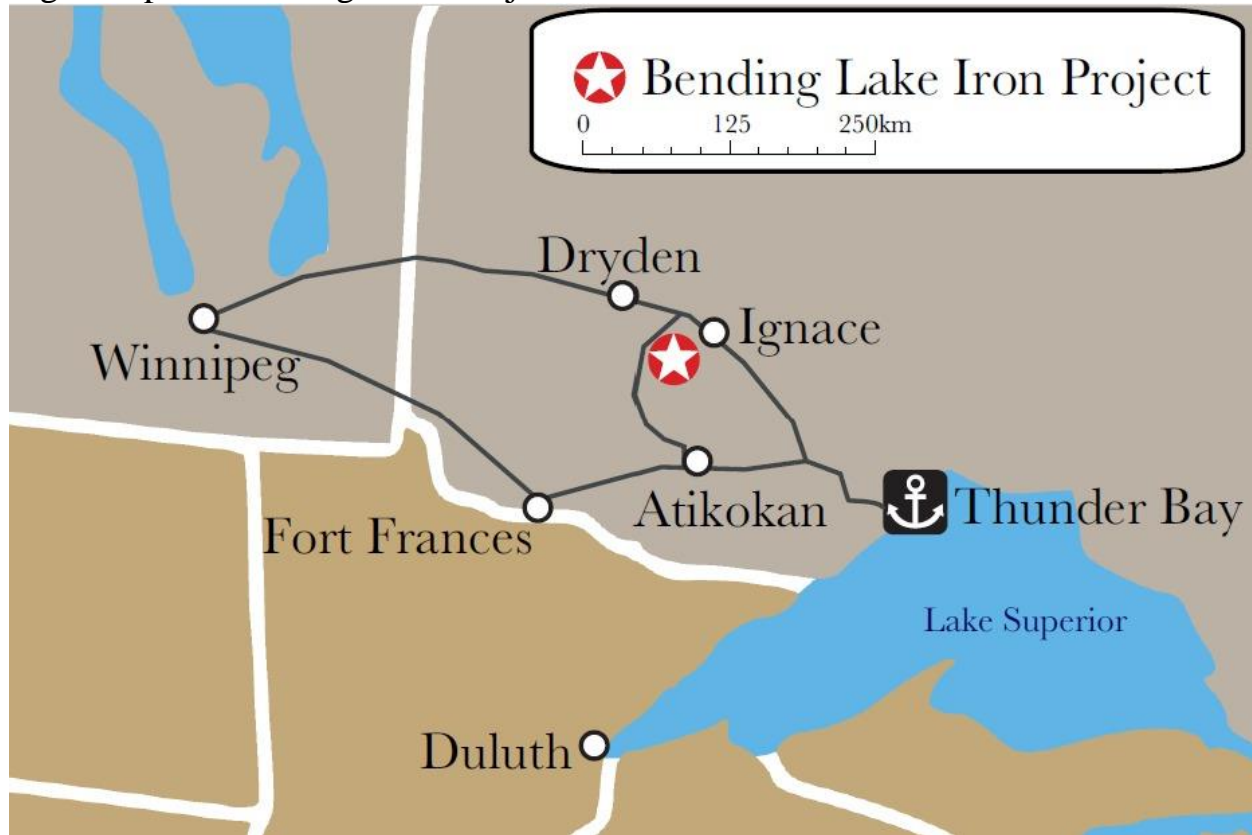 Bending Lake Iron Project
0 125 250km
Dryden
Ignace
Winnipeg
Atikokan
Thunder Bay
Fort Frances
Lake Superior
Duluth